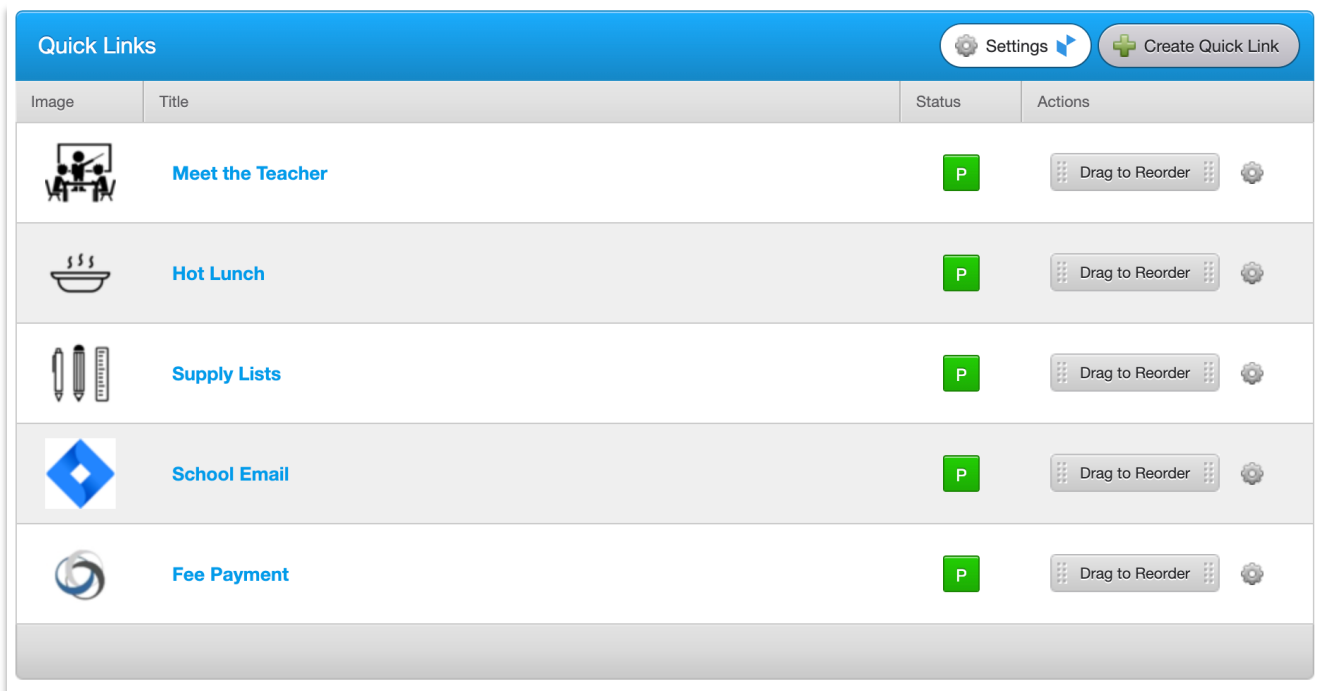 Quick Links Settings Create Quick Link
Image Title Status Actions
Meet the Teacher P Drag to Reorder
Hot Lunch P Drag to Reorder
Supply Lists P Drag to Reorder
School Email P Drag to Reorder
Fee Payment P Drag to Reorder